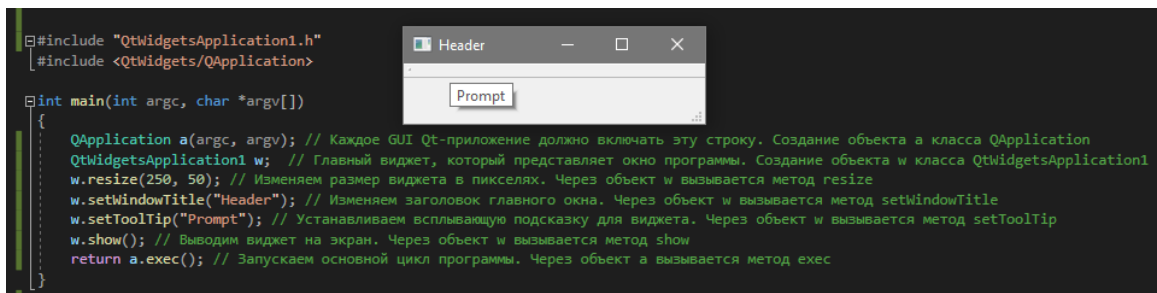 #include "QtWidgetsApplication1.h"
#include <QtWidgets/QApplication>
Header
Prompt
int main(int argc, char *argv[])
{
QApplication a(argc, argv); // Каждое GUI Qt-приложение должно включать эту строку. Создание объекта a класса QApplication
QtWidgetsApplication1 w; // Главный виджет, который представляет окно программы. Создание объекта w класса QtWidgetsApplication1
w.resize(250, 50); // Изменяем размер виджета в пикселях. Через объект w вызывается метод resize
w.setWindowTitle("Header"); // Изменяем заголовок главного окна. Через объект w вызывается метод setWindowTitle
w.setToolTip("Prompt"); // Устанавливаем всплывающую подсказку для виджета. Через объект w вызывается метод setToolTip
w.show(); // Выводим виджет на экран. Через объект w вызывается метод show
return a.exec(); // Запускаем основной цикл программы. Через объект a вызывается метод exec
}